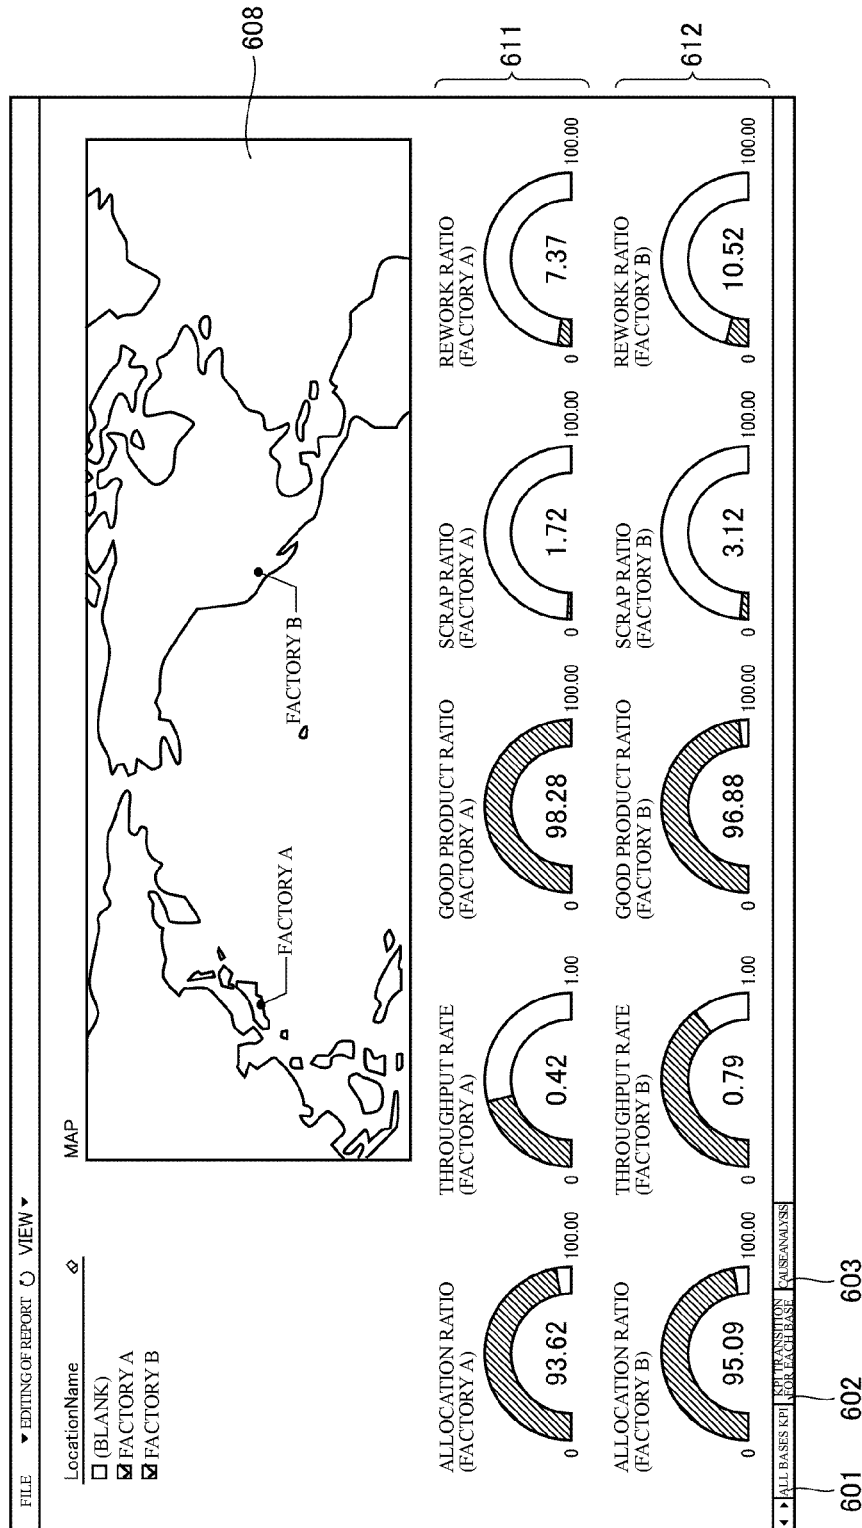 FILE ▼ EDITING OF REPORT VIEW ▼
LocationName
(BLANK)
FACTORY A
FACTORY B
MAP
FACTORY A
FACTORY B
608
ALLOCATION RATIO
(FACTORY A)
93.62
0
100.00
THROUGHPUT RATE
(FACTORY A)
0.42
0
1.00
GOOD PRODUCT RATIO
(FACTORY A)
98.28
0
100.00
SCRAP RATIO
(FACTORY A)
1.72
0
100.00
REWORK RATIO
(FACTORY A)
7.37
0
100.00
611
ALLOCATION RATIO
(FACTORY B)
95.09
0
100.00
THROUGHPUT RATE
(FACTORY B)
0.79
0
1.00
GOOD PRODUCT RATIO
(FACTORY B)
96.88
0
100.00
SCRAP RATIO
(FACTORY B)
3.12
0
100.00
REWORK RATIO
(FACTORY B)
10.52
0
100.00
612
ALL BASES KPI
KPI TRANSITION
FOR EACH BASE
CAUSE ANALYSIS
601
602
603